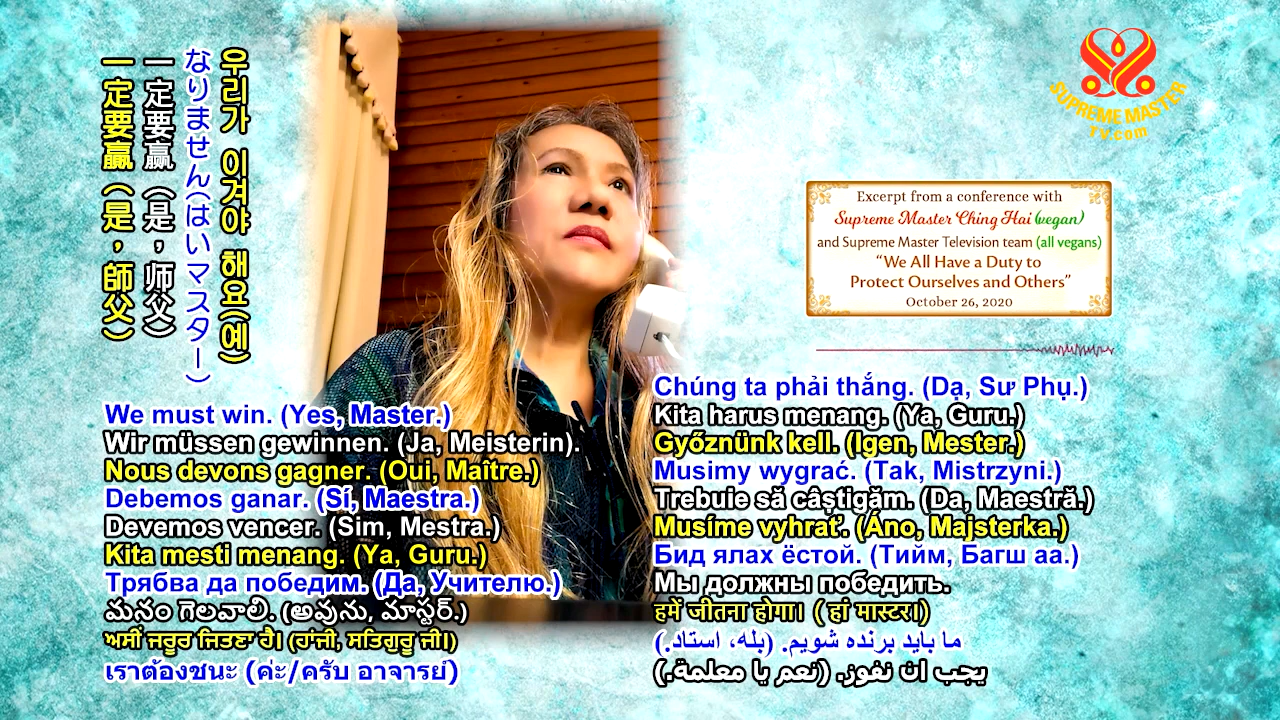 우리가 이겨야 해요(예)
なりません(はいマスター)
一定要赢（是，师父）
一定要贏（是，師父）
SUPREME MASTER
TV.com
Excerpt from a conference with
Supreme Master Ching Hai (vegan)
and Supreme Master Television team (all vegans)
“We All Have a Duty to
Protect Ourselves and Others”
October 26, 2020
We must win. (Yes, Master.)
Wir müssen gewinnen. (Ja, Meisterin).
Nous devons gagner. (Oui, Maître.)
Debemos ganar. (Sí, Maestra.)
Devemos vencer. (Sim, Mestra.)
Kita mesti menang. (Ya, Guru.)
Трябва да победим. (Да, Учителю.)
మనం గెలవాలి. (అవును, మాస్టర్.)
ਅਸੀਂ ਜਰੂਰ ਜਿਤਣਾ ਹੈ। (ਹਾਂਜੀ, ਸਤਿਗੁਰੂ ਜੀ।)
เราต้องชนะ (ค่ะ/ครับ อาจารย์)
Chúng ta phải thắng. (Dạ, Sư Phụ.)
Kita harus menang. (Ya, Guru.)
Győznünk kell. (Igen, Mester.)
Musimy wygrać. (Tak, Mistrzyni.)
Trebuie să câștigăm. (Da, Maestră.)
Musíme vyhrať. (Áno, Majsterka.)
Бид ялах ёстой. (Тийм, Багш аа.)
Мы должны победить.
हमें जीतना होगा। (हां मास्टर।)
ما باید برنده شویم. (بله، استاد.)
يجب ان نفوز. (نعم يا معلمة.)